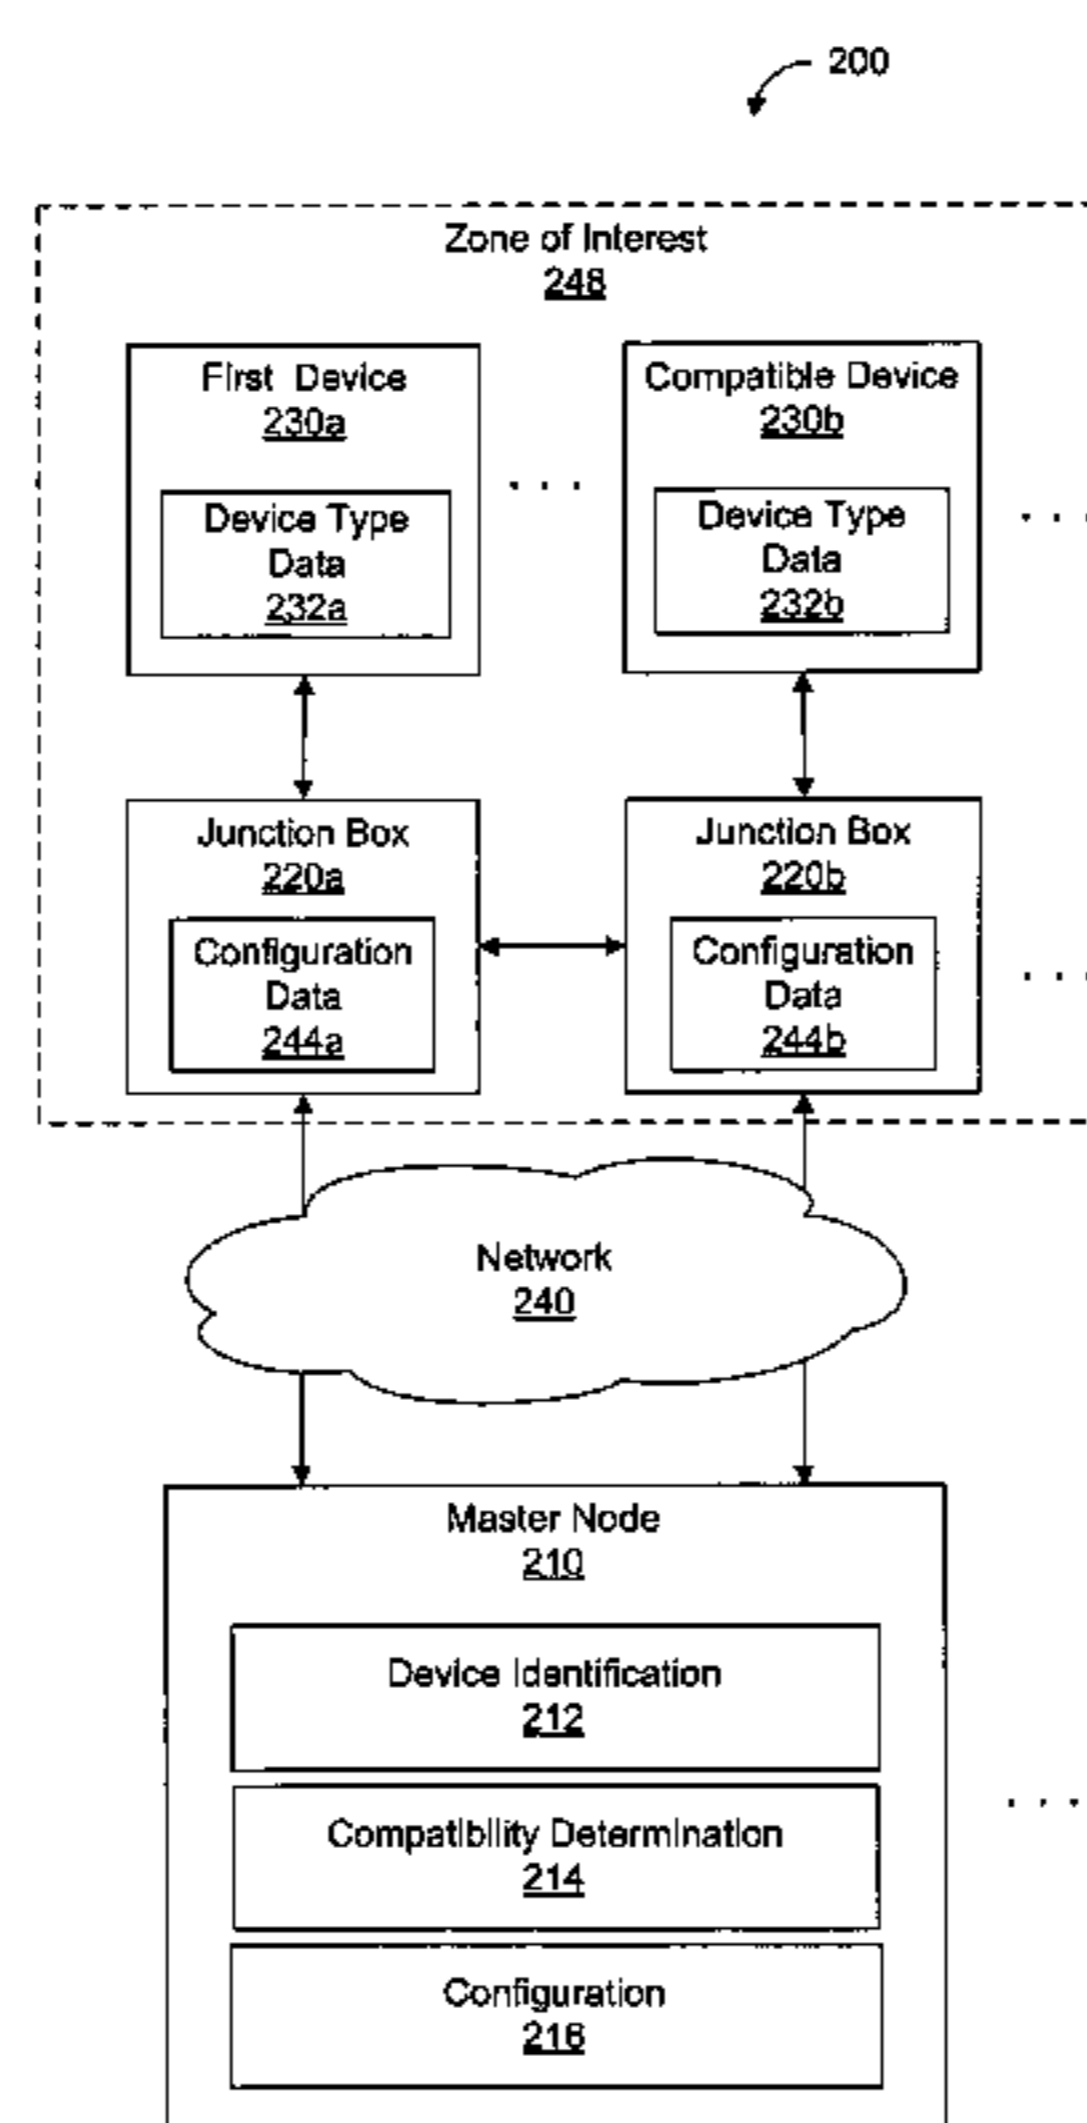 200
Zone of Interest
248
First Device
230a
Device Type
Data
232a
. . .
Compatible Device
230b
Device Type
Data
232b
. . .
Junction Box
220a
Configuration
Data
244a
Junction Box
220b
Configuration
Data
244b
. . .
Network
240
Master Node
210
Device Identification
212
Compatibility Determination
214
Configuration
216
. . .